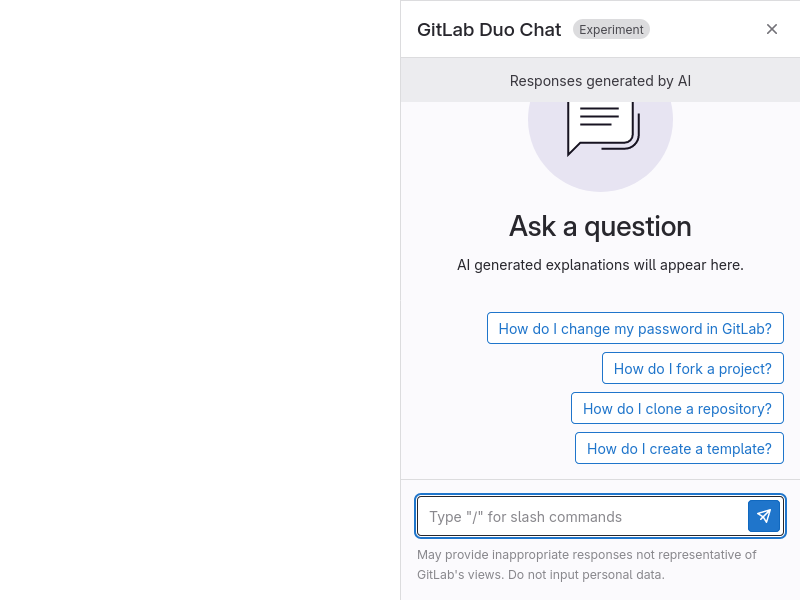 GitLab Duo Chat Experiment
Responses generated by AI
Ask a question
AI generated explanations will appear here.
How do I change my password in GitLab?
How do I fork a project?
How do I clone a repository?
How do I create a template?
Type "/" for slash commands
May provide inappropriate responses not representative of
GitLab's views. Do not input personal data.